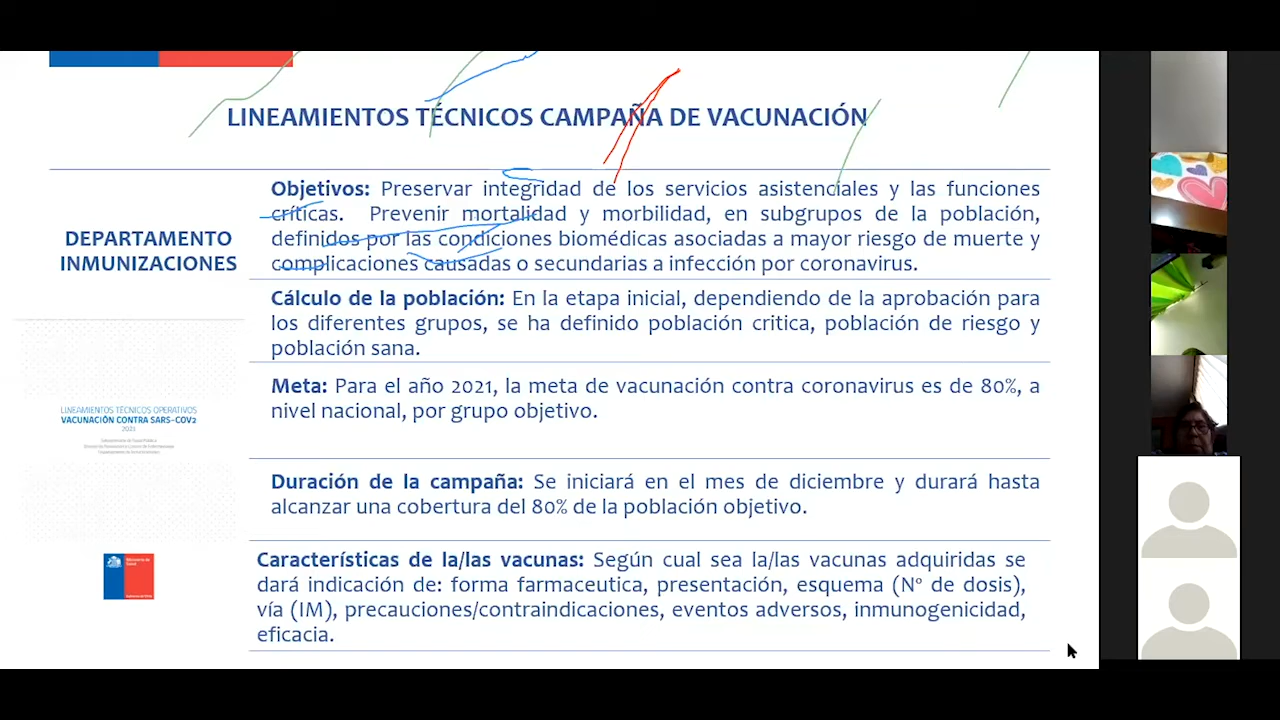 LINEAMIENTOS TÉCNICOS CAMPAÑA DE VACUNACIÓN
DEPARTAMENTO
INMUNIZACIONES
Objetivos: Preservar integridad de los servicios asistenciales y las funciones
críticas. Prevenir mortalidad y morbilidad, en subgrupos de la población,
definidos por las condiciones biomédicas asociadas a mayor riesgo de muerte y
complicaciones causadas o secundarias a infección por coronavirus.
Cálculo de la población: En la etapa inicial, dependiendo de la aprobación para
los diferentes grupos, se ha definido población critica, población de riesgo y
población sana.
Meta: Para el año 2021, la meta de vacunación contra coronavirus es de 80%, a
nivel nacional, por grupo objetivo.
LINEAMIENTOS TÉCNICOS OPERATIVOS
VACUNACIÓN CONTRA SARS-COV2
2021
Duración de la campaña: Se iniciará en el mes de diciembre y durará hasta
alcanzar una cobertura del 80% de la población objetivo.
Ministerio de
Salud
Características de la/las vacunas: Según cual sea la/las vacunas adquiridas se
dará indicación de: forma farmaceutica, presentación, esquema (Nº de dosis),
vía (IM), precauciones/contraindicaciones, eventos adversos, inmunogenicidad,
eficacia.